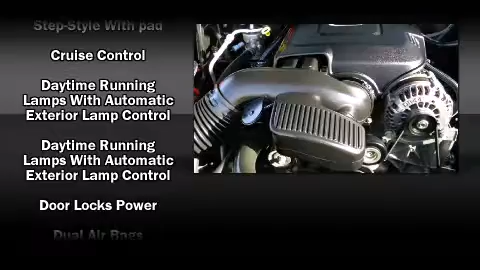 Step-Style With pad
Cruise Control
Daytime Running
Lamps With Automatic
Exterior Lamp Control
Daytime Running
Lamps With Automatic
Exterior Lamp Control
Door Locks Power
Dual Air Bags